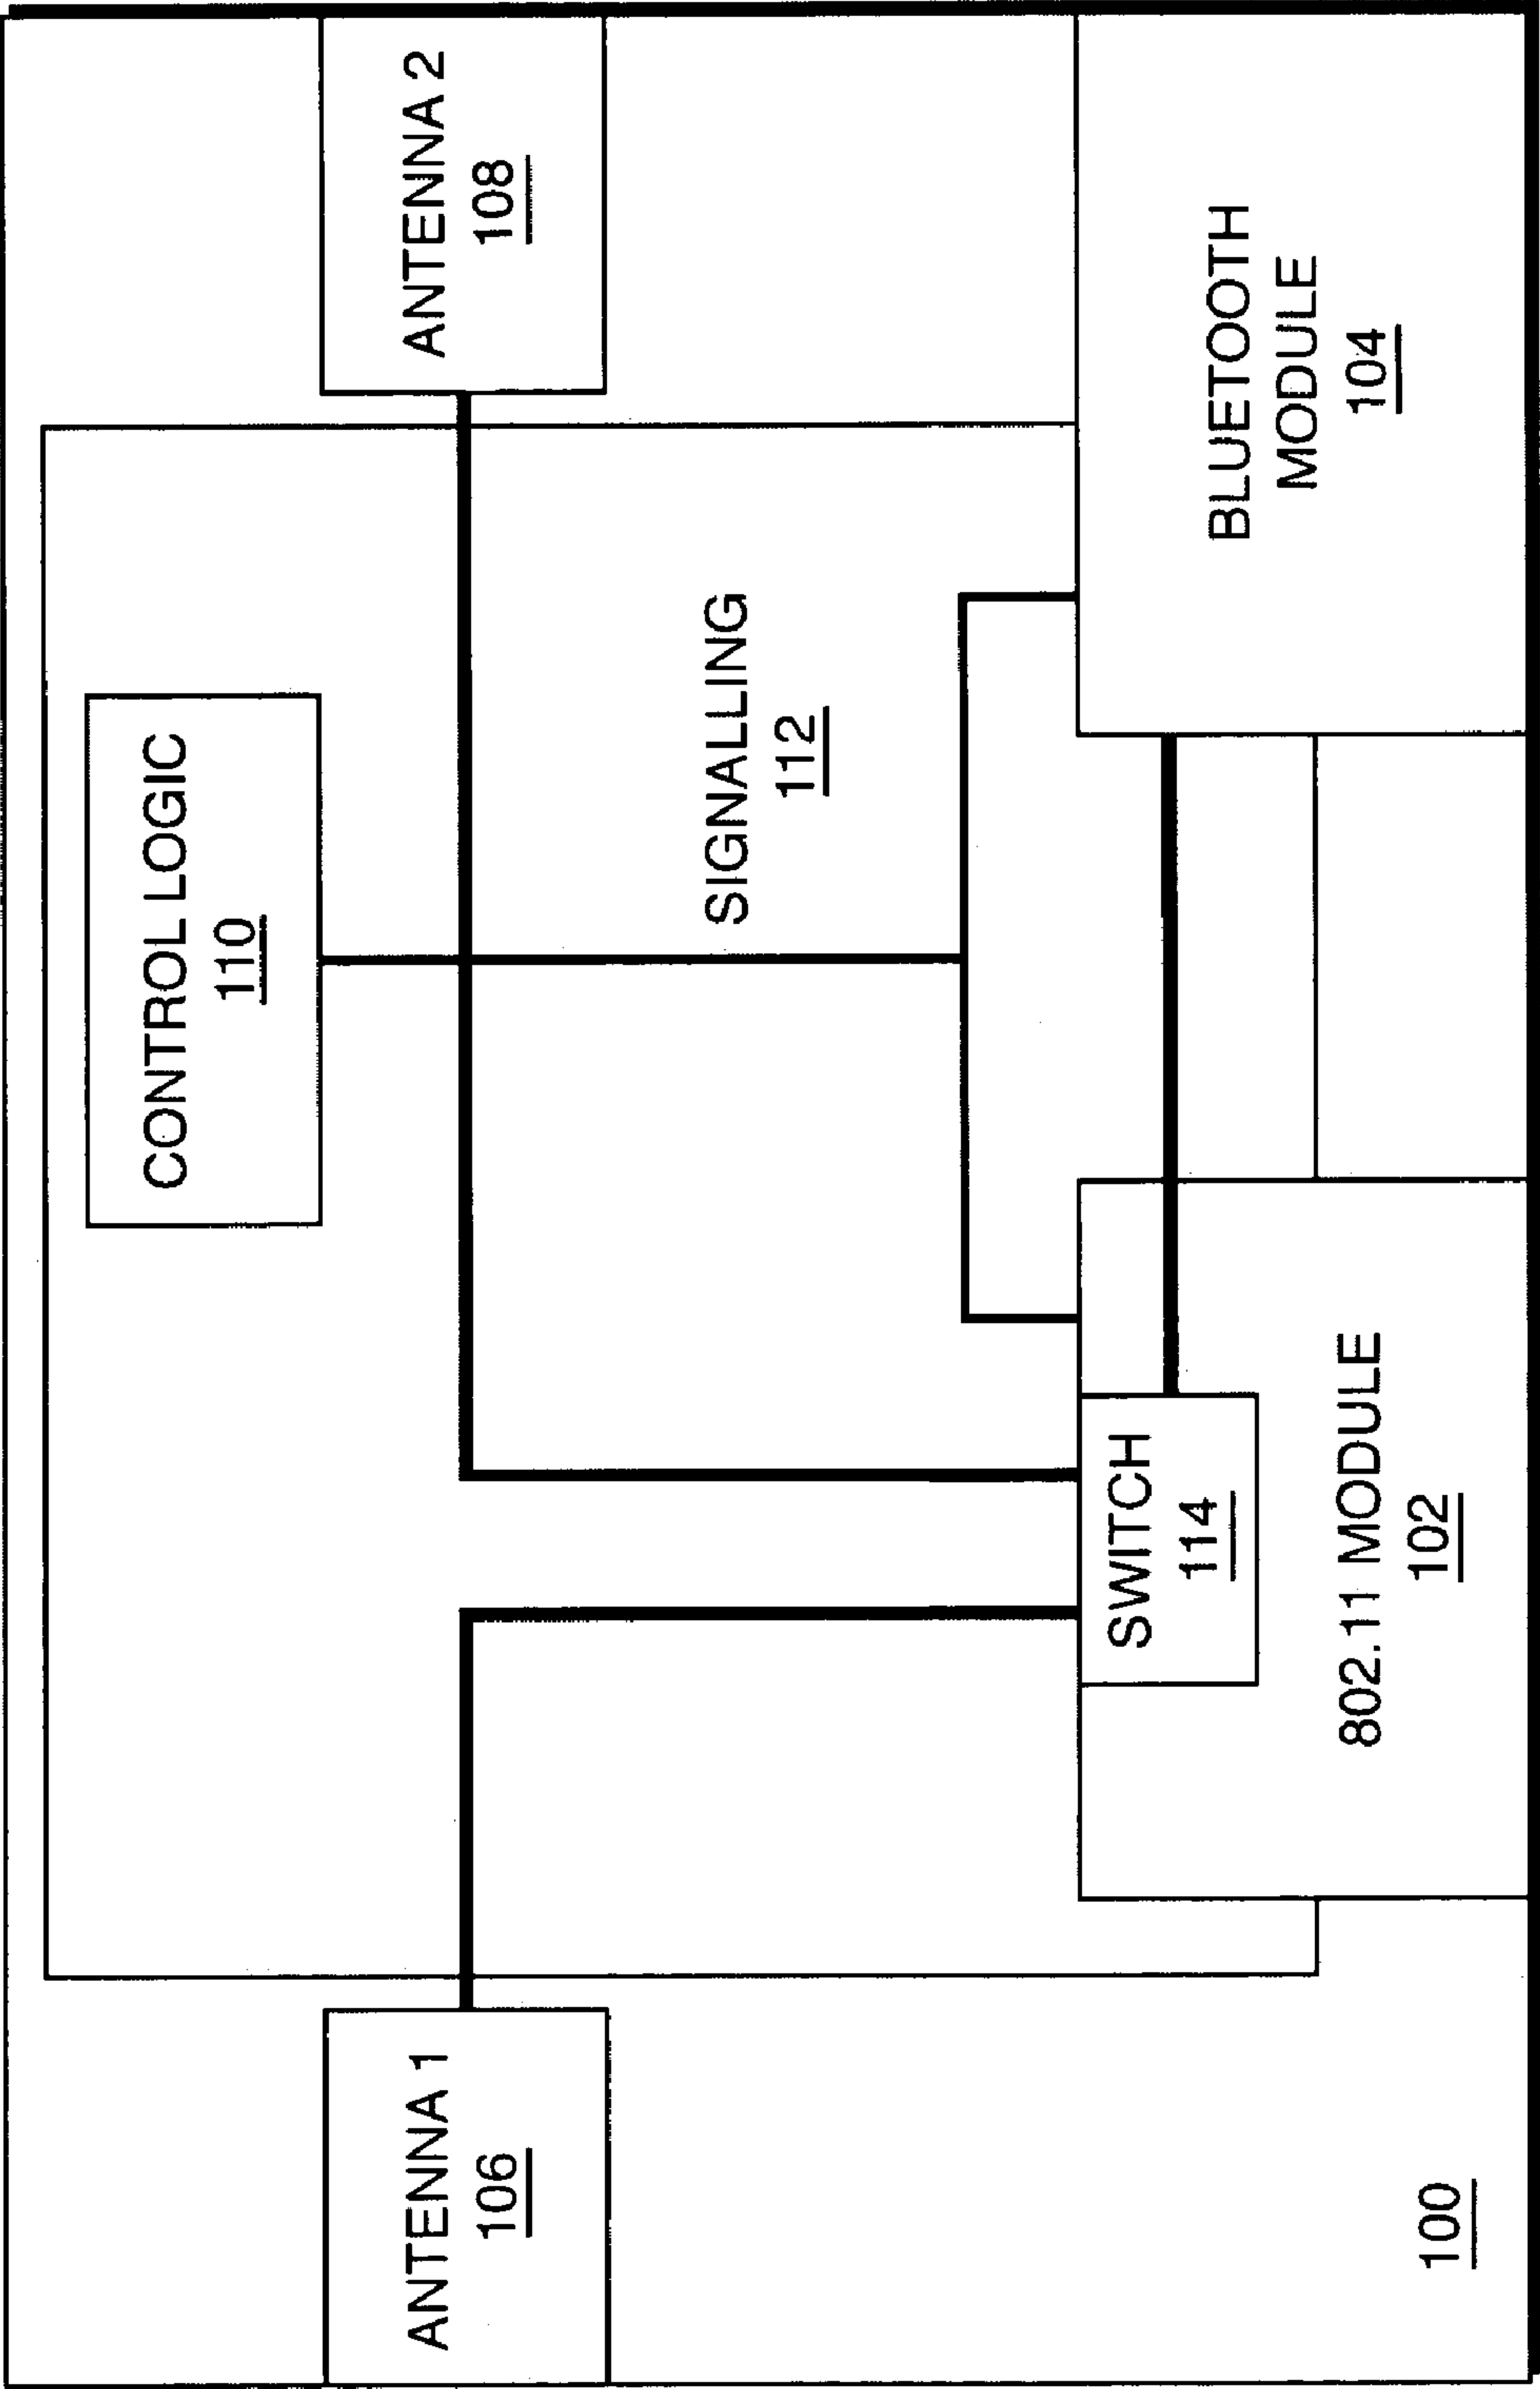 CONTROL LOGIC
110
ANTENNA 1
106
ANTENNA 2
108
SIGNALLING
112
SWITCH
114
802.11 MODULE
102
BLUETOOTH
MODULE
104
100